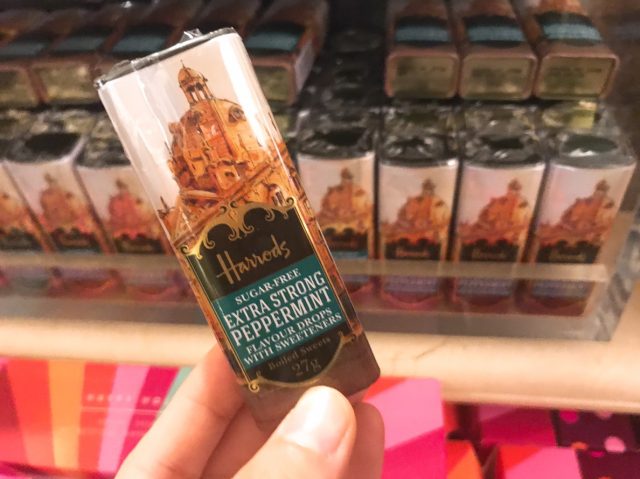 Harrods
SUGAR-FREE
EXTRA STRONG
PEPPERMINT
FLAVOUR DROPS
WITH SWEETENERS
Boiled Sweets
27g